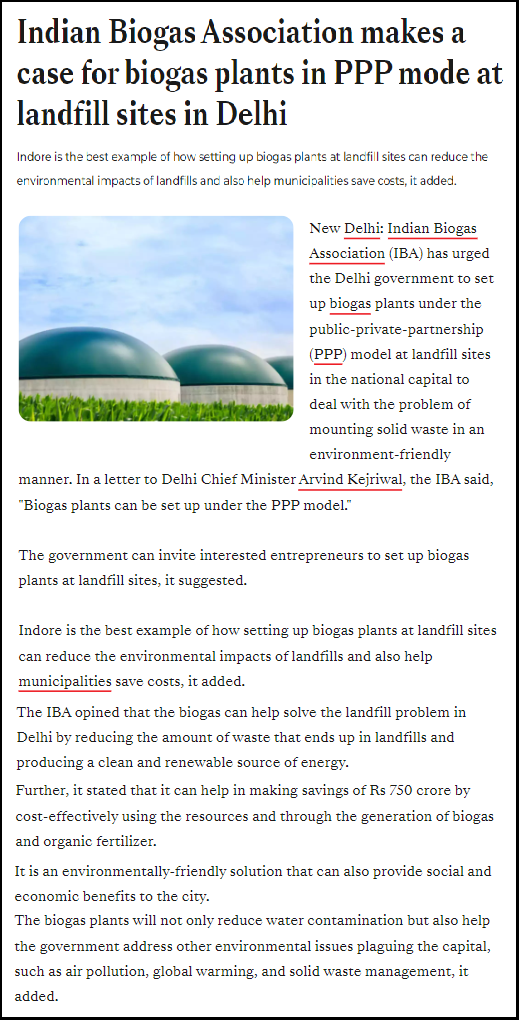 Indian Biogas Association makes a
case for biogas plants in PPP mode at
landfill sites in Delhi
Indore is the best example of how setting up biogas plants at landfill sites can reduce the
environmental impacts of landfills and also help municipalities save costs, it added.
New Delhi: Indian Biogas
Association (IBA) has urged
the Delhi government to set
up biogas plants under the
public-private-partnership
(PPP) model at landfill sites
in the national capital to
deal with the problem of
mounting solid waste in an
environment-friendly
manner. In a letter to Delhi Chief Minister Arvind Kejriwal, the IBA said,
"Biogas plants can be set up under the PPP model."
The government can invite interested entrepreneurs to set up biogas
plants at landfill sites, it suggested.
Indore is the best example of how setting up biogas plants at landfill sites
can reduce the environmental impacts of landfills and also help
municipalities save costs, it added.
The IBA opined that the biogas can help solve the landfill problem in
Delhi by reducing the amount of waste that ends up in landfills and
producing a clean and renewable source of energy.
Further, it stated that it can help in making savings of Rs 750 crore by
cost-effectively using the resources and through the generation of biogas
and organic fertilizer.
It is an environmentally-friendly solution that can also provide social and
economic benefits to the city.
The biogas plants will not only reduce water contamination but also help
the government address other environmental issues plaguing the capital,
such as air pollution, global warming, and solid waste management, it
added.